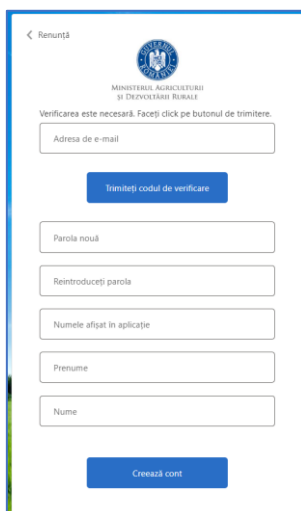 Renunță
GUVERNUL
ROMÂNIEI
MINISTERUL AGRICULTURII
ȘI DEZVOLTĂRII RURALE
Verificarea este necesară. Faceți click pe butonul de trimitere.
Adresa de e-mail
Trimiteți codul de verificare
Parola nouă
Reintroduceți parola
Numele afișat în aplicație
Prenume
Nume
Creează cont